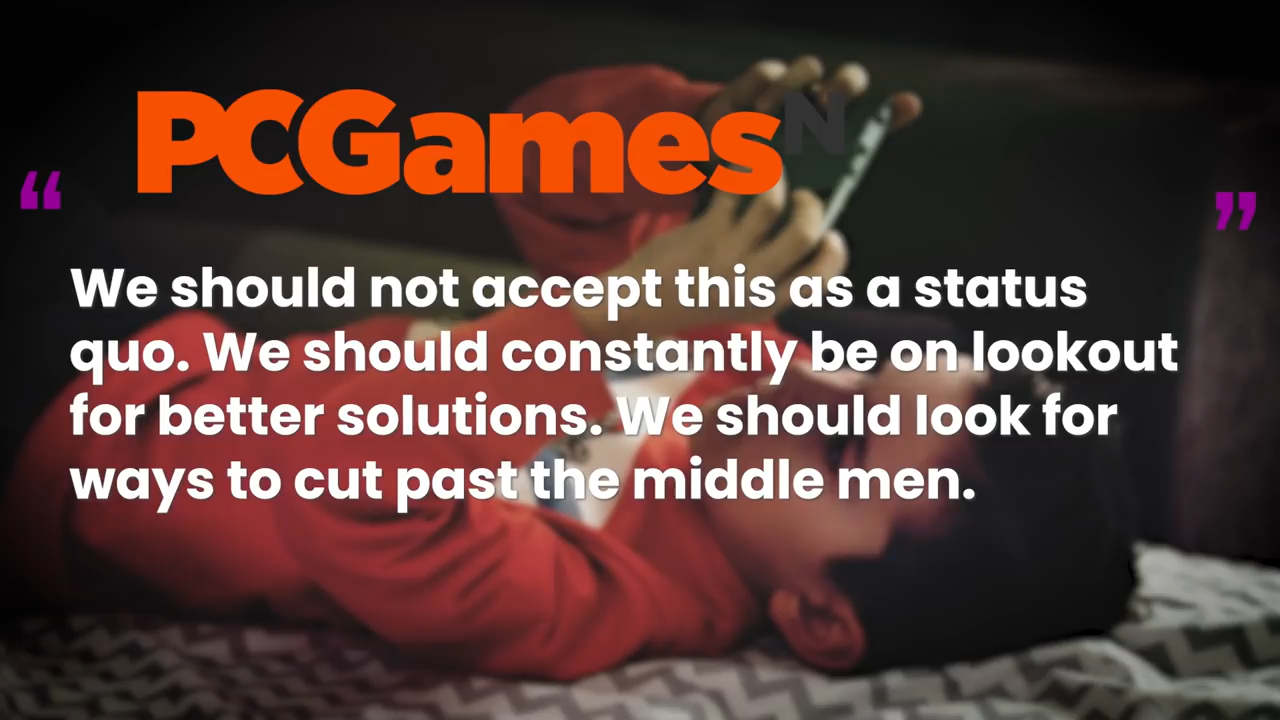 PCGamesN
“ ”
We should not accept this as a status
quo. We should constantly be on lookout
for better solutions. We should look for
ways to cut past the middle men.